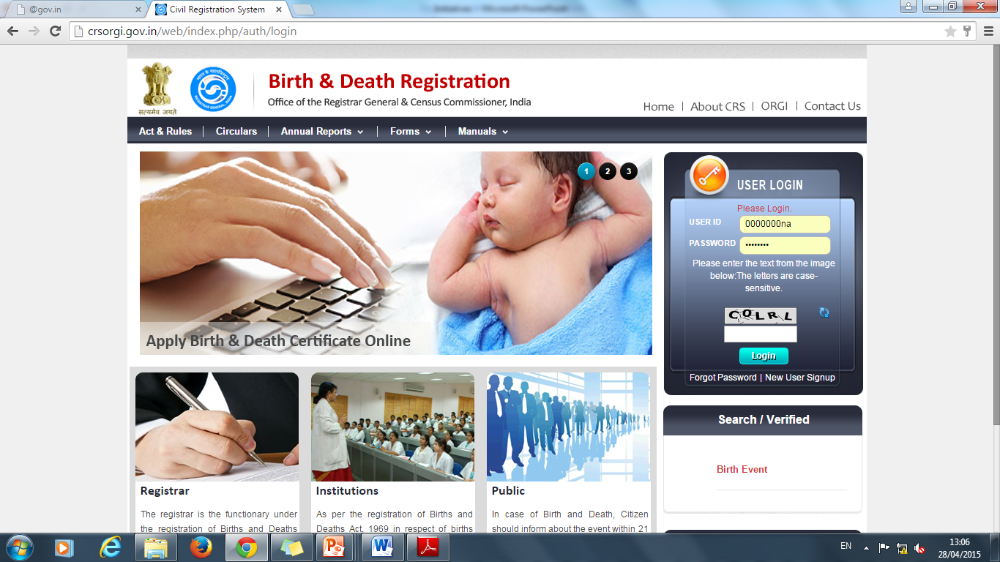 @gov.in
Civil Registration System
crsorgi.gov.in/web/index.php/auth/login
सत्यमेव जयते
Birth & Death Registration
Office of the Registrar General & Census Commissioner, India
Home | About CRS | ORGI | Contact Us
Act & Rules | Circulars | Annual Reports | Forms | Manuals
1 2 3
Apply Birth & Death Certificate Online
USER LOGIN
Please Login.
USER ID 0000000na
PASSWORD ••••••••
Please enter the text from the image
below:The letters are case-
sensitive.
Login
Forgot Password | New User Signup
Search / Verified
Birth Event
Registrar
The registrar is the functionary under
the registration of Births and Deaths
Institutions
As per the registration of Births and
Deaths Act, 1969 in respect of births
Public
In case of Birth and Death, Citizen
should inform about the event within 21
EN
13:06
28/04/2015